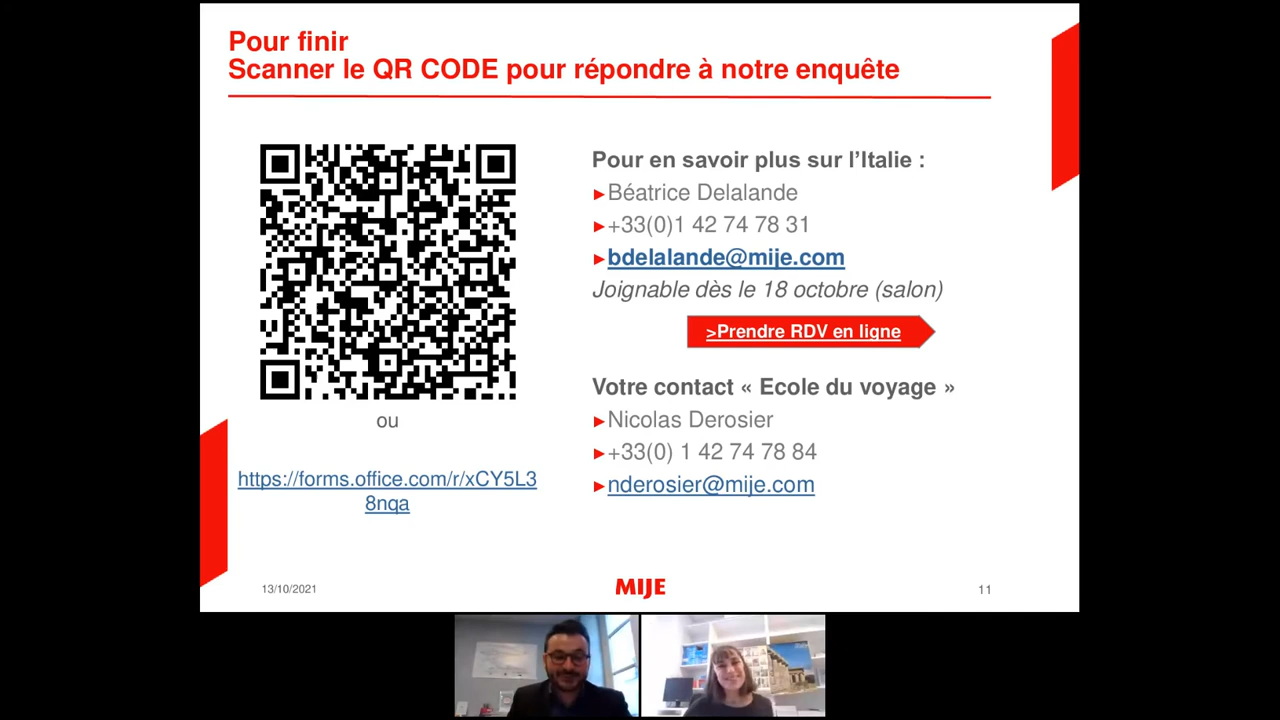 Pour finir
Scanner le QR CODE pour répondre à notre enquête
Pour en savoir plus sur l’Italie :
►Béatrice Delalande
►+33(0)1 42 74 78 31
►bdelalande@mije.com
Joignable dès le 18 octobre (salon)
>Prendre RDV en ligne
Votre contact « Ecole du voyage »
►Nicolas Derosier
►+33(0) 1 42 74 78 84
►nderosier@mije.com
ou
https://forms.office.com/r/xCY5L3
8nqa
13/10/2021
MIJE
11